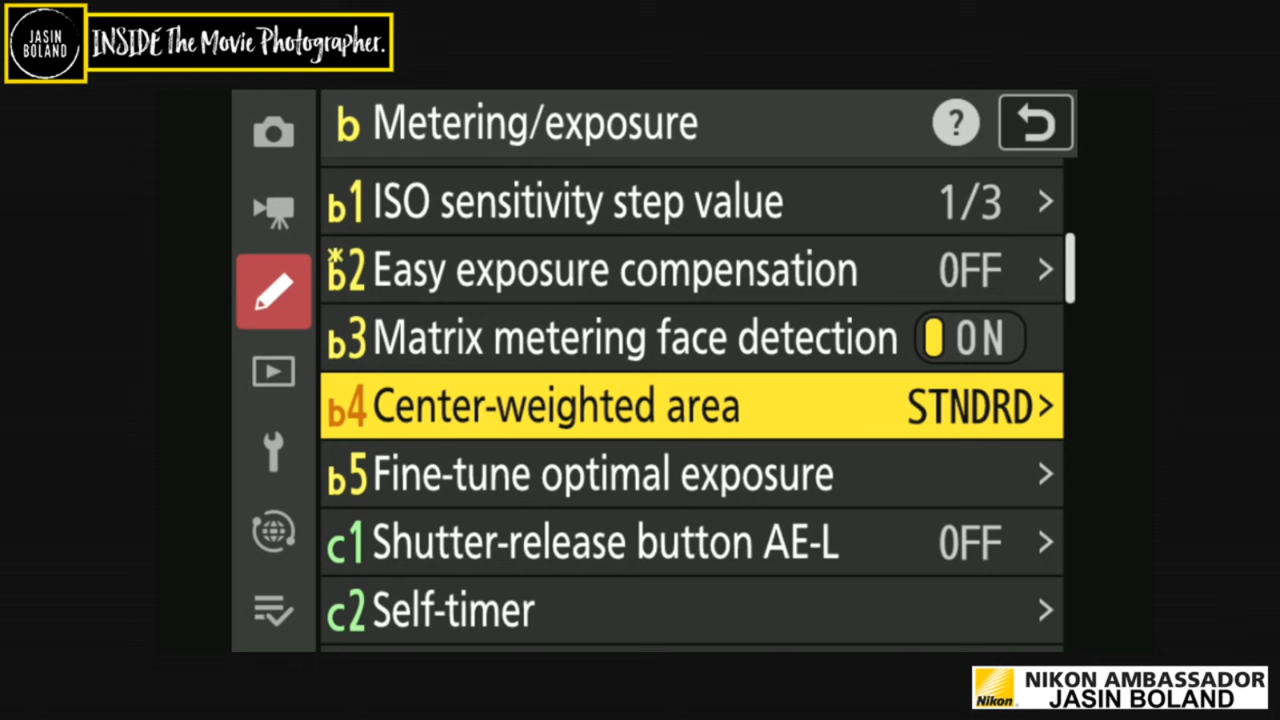 JASIN
BOLAND
INSIDE The Movie Photographer.
b Metering/exposure ?
b1 ISO sensitivity step value 1/3 >
*b2 Easy exposure compensation OFF >
b3 Matrix metering face detection ON
b4 Center-weighted area STNDRD >
b5 Fine-tune optimal exposure >
c1 Shutter-release button AE-L OFF >
c2 Self-timer >
Nikon
NIKON AMBASSADOR
JASIN BOLAND